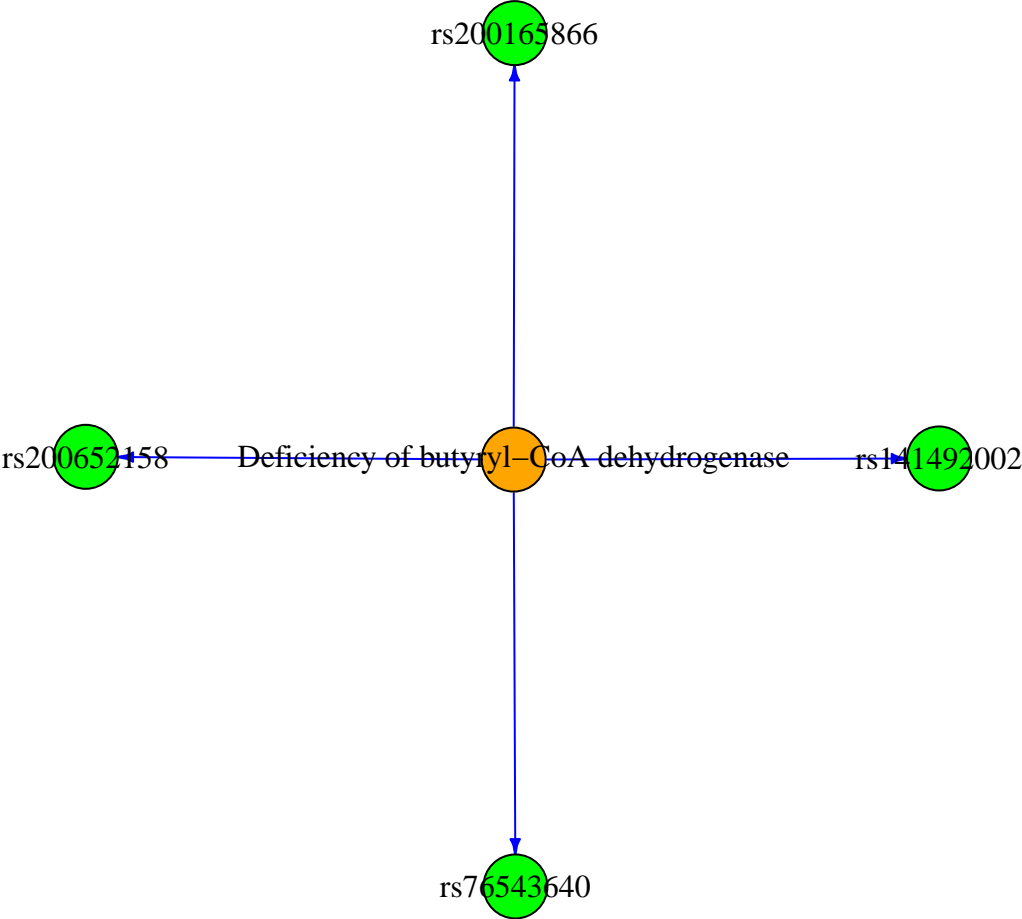 rs200165866
rs200652158
Deficiency of butyryl–CoA dehydrogenase
rs141492002
rs76543640